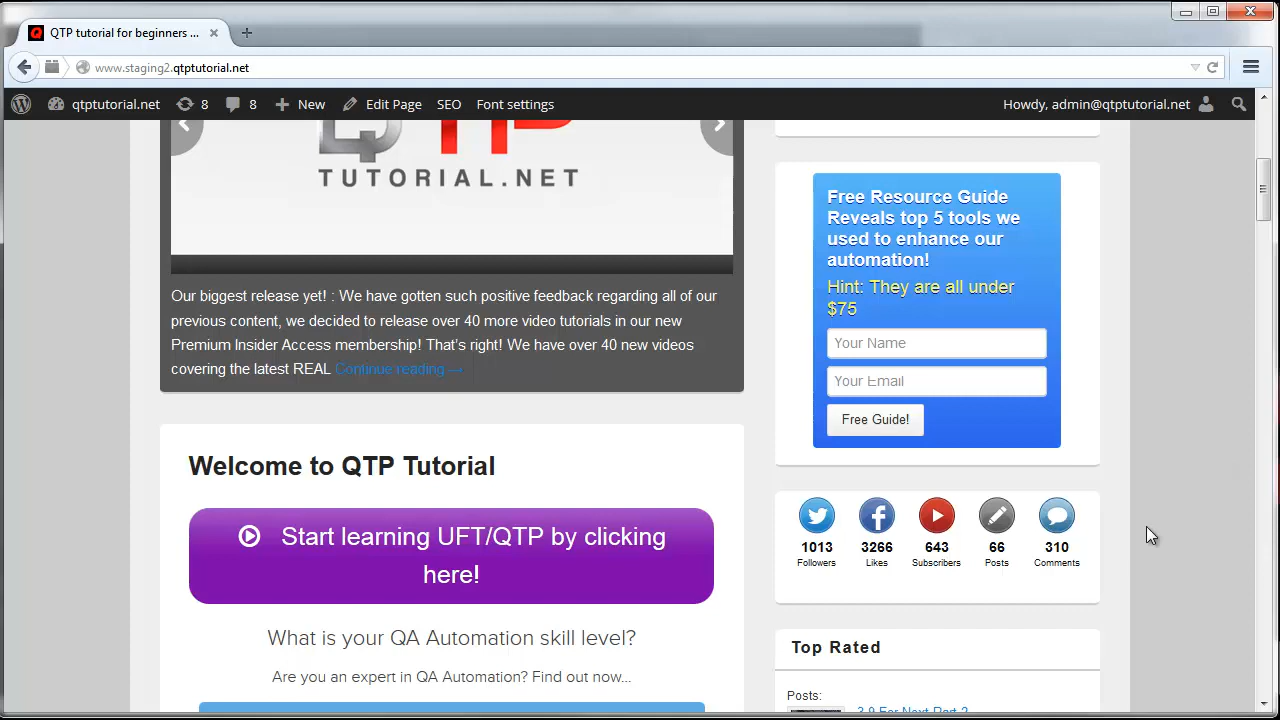 QTP tutorial for beginners ...
www.staging2.qtptutorial.net
qtptutorial.net 8 8 New Edit Page SEO Font settings Howdy, admin@qtptutorial.net
QTP
TUTORIAL.NET
Our biggest release yet! : We have gotten such positive feedback regarding all of our
previous content, we decided to release over 40 more video tutorials in our new
Premium Insider Access membership! That's right! We have over 40 new videos
covering the latest REAL Continue reading →
Welcome to QTP Tutorial
Start learning UFT/QTP by clicking
here!
What is your QA Automation skill level?
Are you an expert in QA Automation? Find out now...
Free Resource Guide
Reveals top 5 tools we
used to enhance our
automation!
Hint: They are all under
$75
Your Name
Your Email
Free Guide!
1013 3266 643 66 310
Followers Likes Subscribers Posts Comments
Top Rated
Posts:
3.9 For Next Part 2